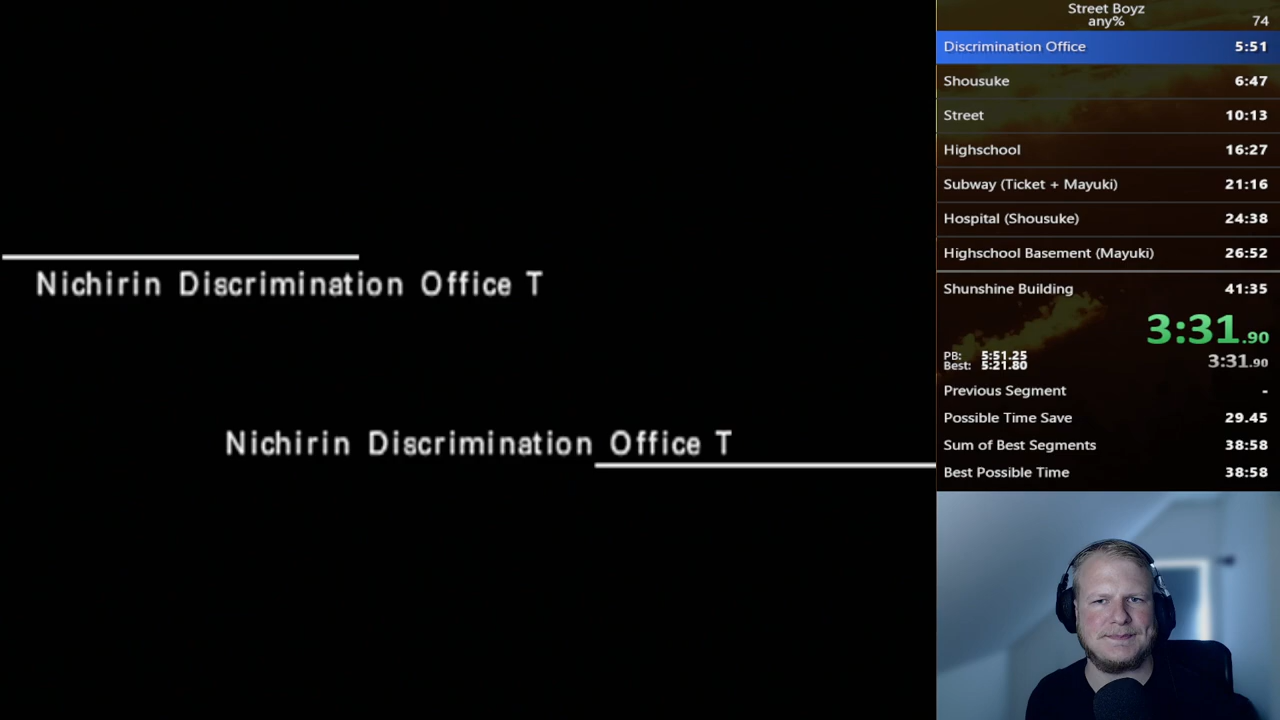 Nichirin Discrimination Office T
Nichirin Discrimination Office T
Street Boyz
any% 74
Discrimination Office 5:51
Shousuke 6:47
Street 10:13
Highschool 16:27
Subway (Ticket + Mayuki) 21:16
Hospital (Shousuke) 24:38
Highschool Basement (Mayuki) 26:52
Shunshine Building 41:35
3:31.90
PB: 5:51.25
Best: 5:21.80
3:31.90
Previous Segment -
Possible Time Save 29.45
Sum of Best Segments 38:58
Best Possible Time 38:58